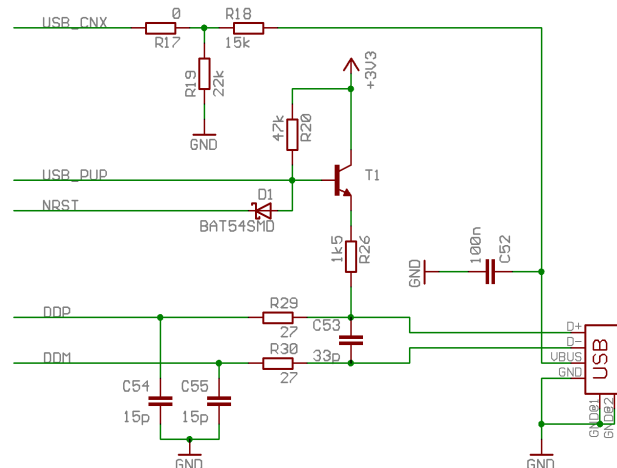 USB_CNX
0
R17
R18
15k
R19
22k
GND
+3V3
47k
R20
USB_PUP
T1
NRST
D1
BAT54SMD
1k5
R26
GND
100n
C52
DDP
R29
27
C53
33p
D+
D-
VBUS
GND
USB
DDM
R30
27
C54
15p
C55
15p
GND@1
GND@2
GND
GND